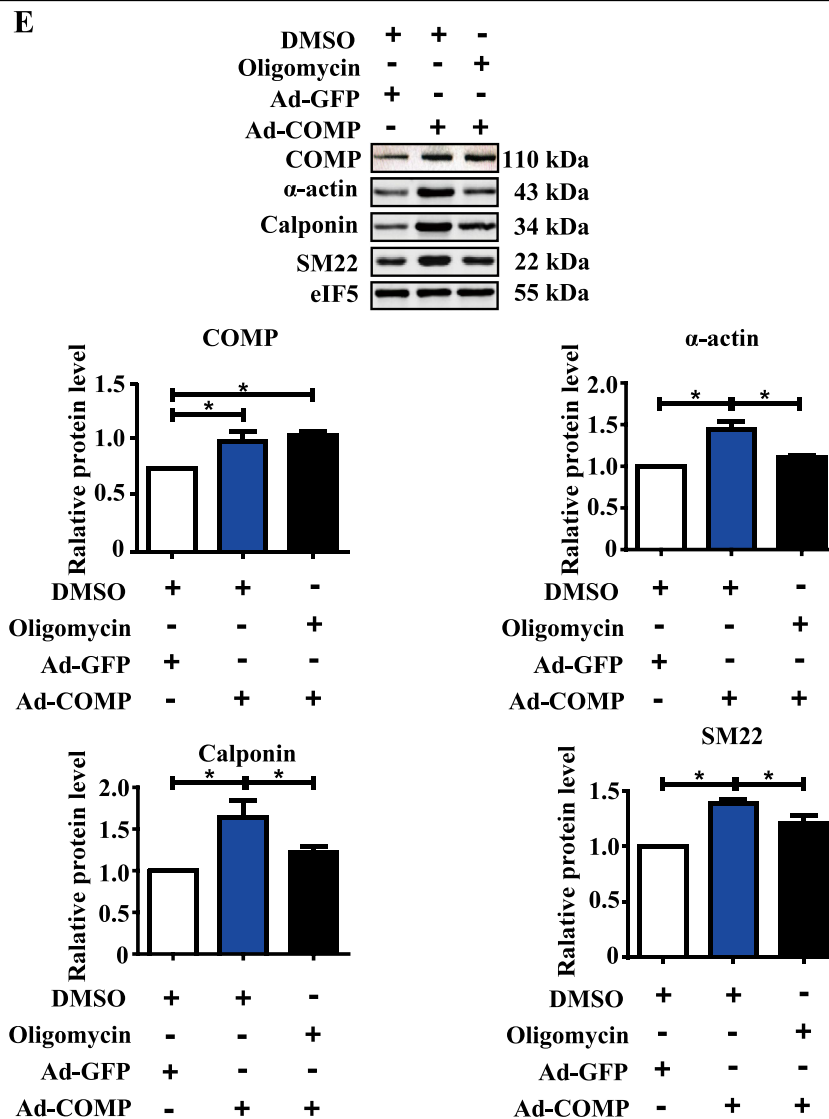 E
DMSO + + -
Oligomycin - - +
Ad-GFP + - -
Ad-COMP - + +
COMP 110 kDa
α-actin 43 kDa
Calponin 34 kDa
SM22 22 kDa
eIF5 55 kDa
COMP
Ralative protein level
1.5
1.0
0.5
0
* *
DMSO + + -
Oligomycin - - +
Ad-GFP + - -
Ad-COMP - + +
α-actin
Ralative protein level
2.0
1.5
1.0
0.5
0
* *
DMSO + + -
Oligomycin - - +
Ad-GFP + - -
Ad-COMP - + +
Calponin
Ralative protein level
2.0
1.5
1.0
0.5
0
* *
DMSO + + -
Oligomycin - - +
Ad-GFP + - -
Ad-COMP - + +
SM22
Ralative protein level
1.5
1.0
0.5
0
* *
DMSO + + -
Oligomycin - - +
Ad-GFP + - -
Ad-COMP - + +